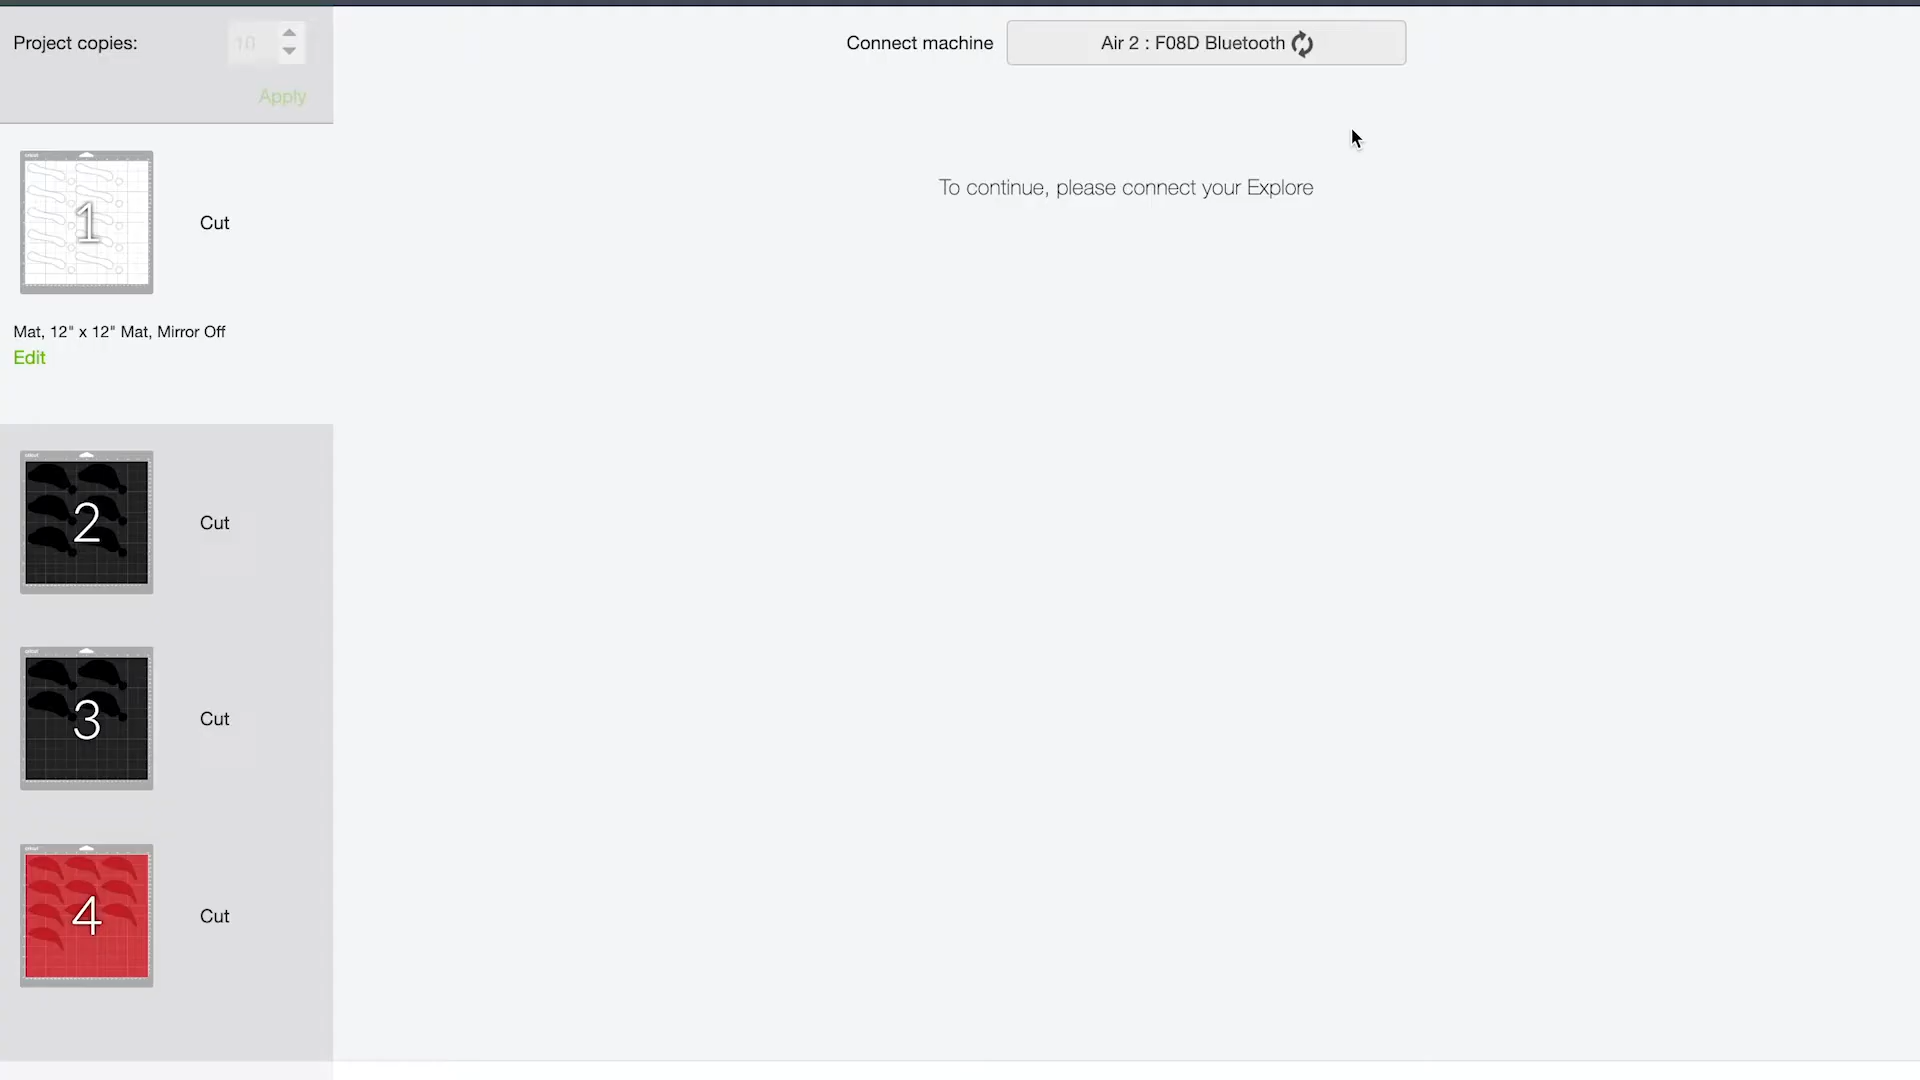 Project copies:
10
Apply
Connect machine
Air 2 : F08D Bluetooth
To continue, please connect your Explore
1
Cut
Mat, 12" x 12" Mat, Mirror Off
Edit
2
Cut
3
Cut
4
Cut